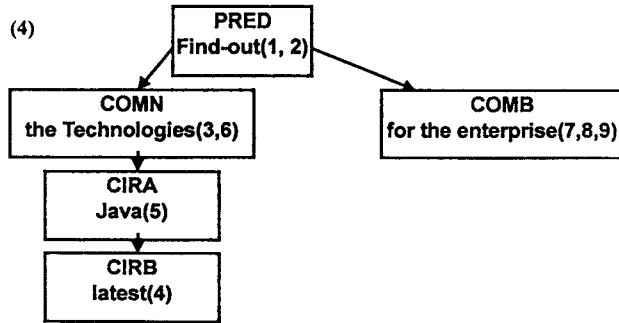 (4)
PRED
Find-out(1, 2)
COMN
the Technologies(3,6)
COMB
for the enterprise(7,8,9)
CIRA
Java(5)
CIRB
latest(4)